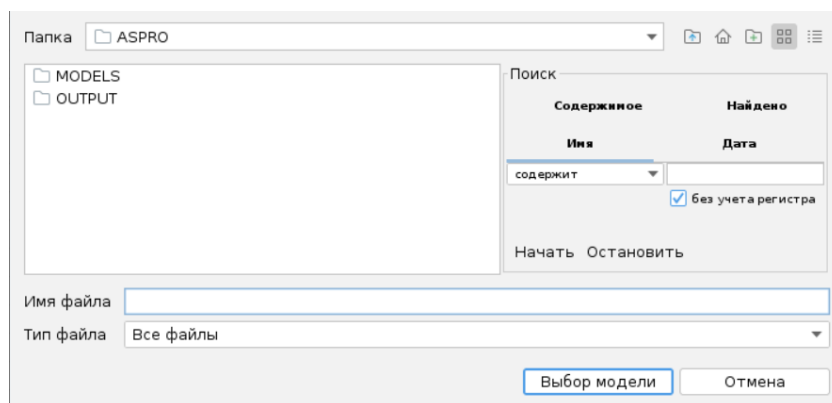 Папка ASPRO
MODELS
OUTPUT
Поиск
Содержимое Найдено
Имя Дата
содержит
без учета регистра
Начать Остановить
Имя файла
Тип файла Все файлы
Выбор модели Отмена